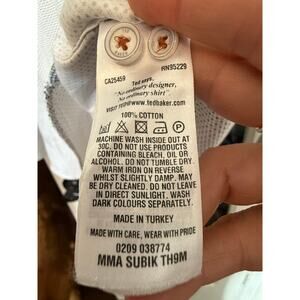 CA25459 RN95229
Ted says,
"No ordinary designer,
No ordinary shirt".
VISIT TED@WWW.TEDBAKER.COM
100% COTTON
MACHINE WASH INSIDE OUT AT
30C. DO NOT USE PRODUCTS
CONTAINING BLEACH, OIL OR
ALCOHOL. DO NOT TUMBLE DRY.
WARM IRON ON REVERSE
WHILST SLIGHTLY DAMP. MAY
BE DRY CLEANED. DO NOT LEAVE
IN DIRECT SUNLIGHT. WASH
DARK COLOURS SEPARATELY.
MADE IN TURKEY
MADE WITH CARE, WEAR WITH PRIDE
0209 038774
MMA SUBIK TH9M